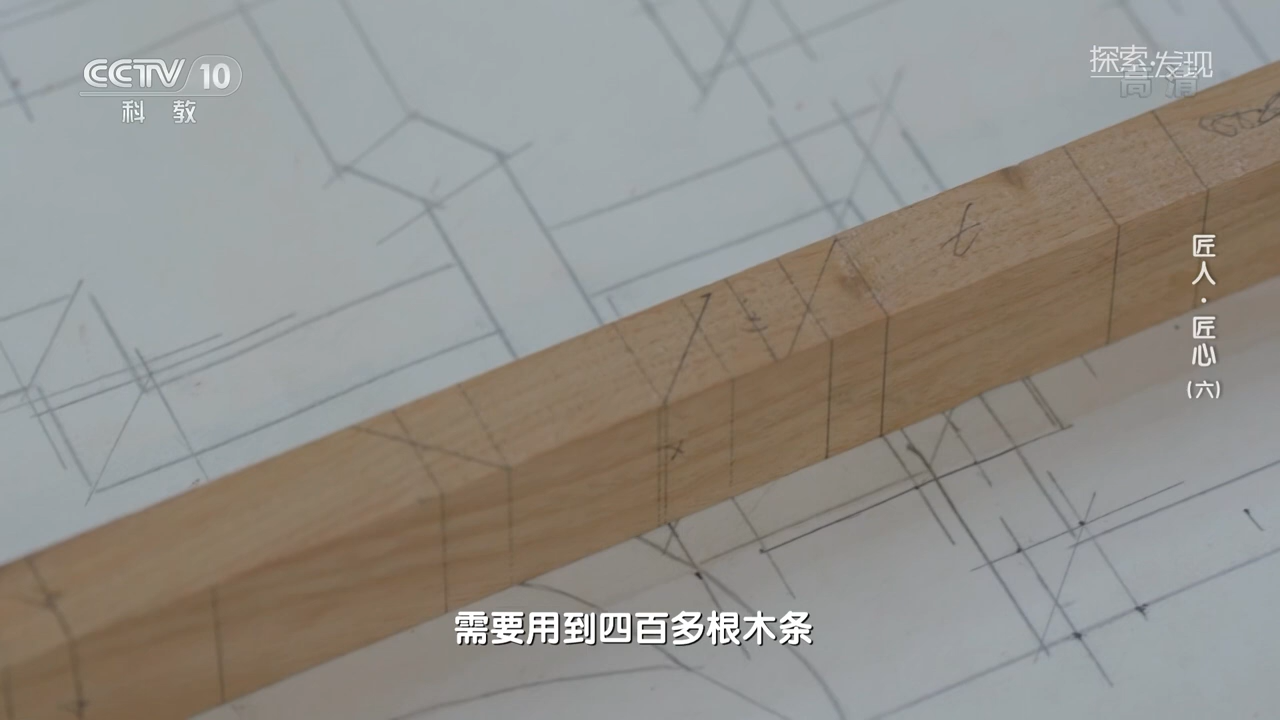 CCTV 10
科教
探索·发现
高清
匠人·匠心
(六)
七
需要用到四百多根木条